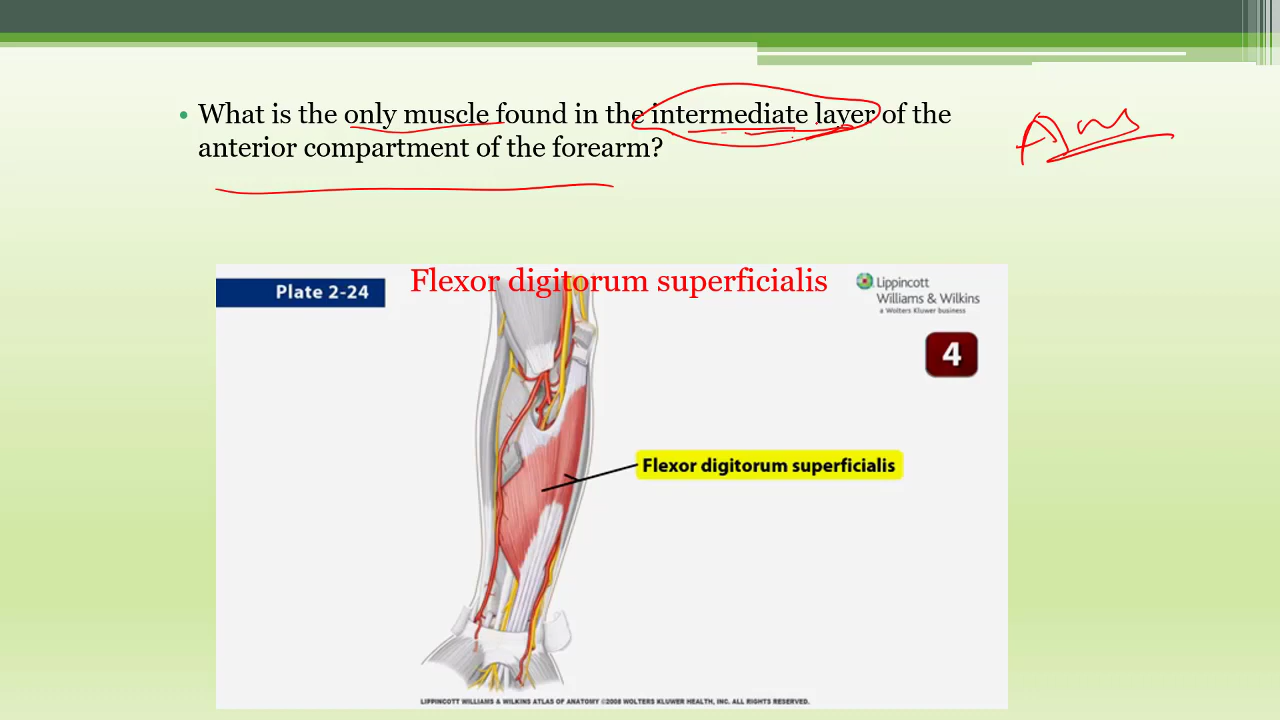 • What is the only muscle found in the intermediate layer of the
anterior compartment of the forearm?
Ans
Flexor digitorum superficialis
Plate 2-24
Lippincott
Williams & Wilkins
a Wolters Kluwer business
4
Flexor digitorum superficialis
LIPPINCOTT WILLIAMS & WILKINS ATLAS OF ANATOMY ©2008 WOLTERS KLUWER HEALTH, INC. ALL RIGHTS RESERVED.